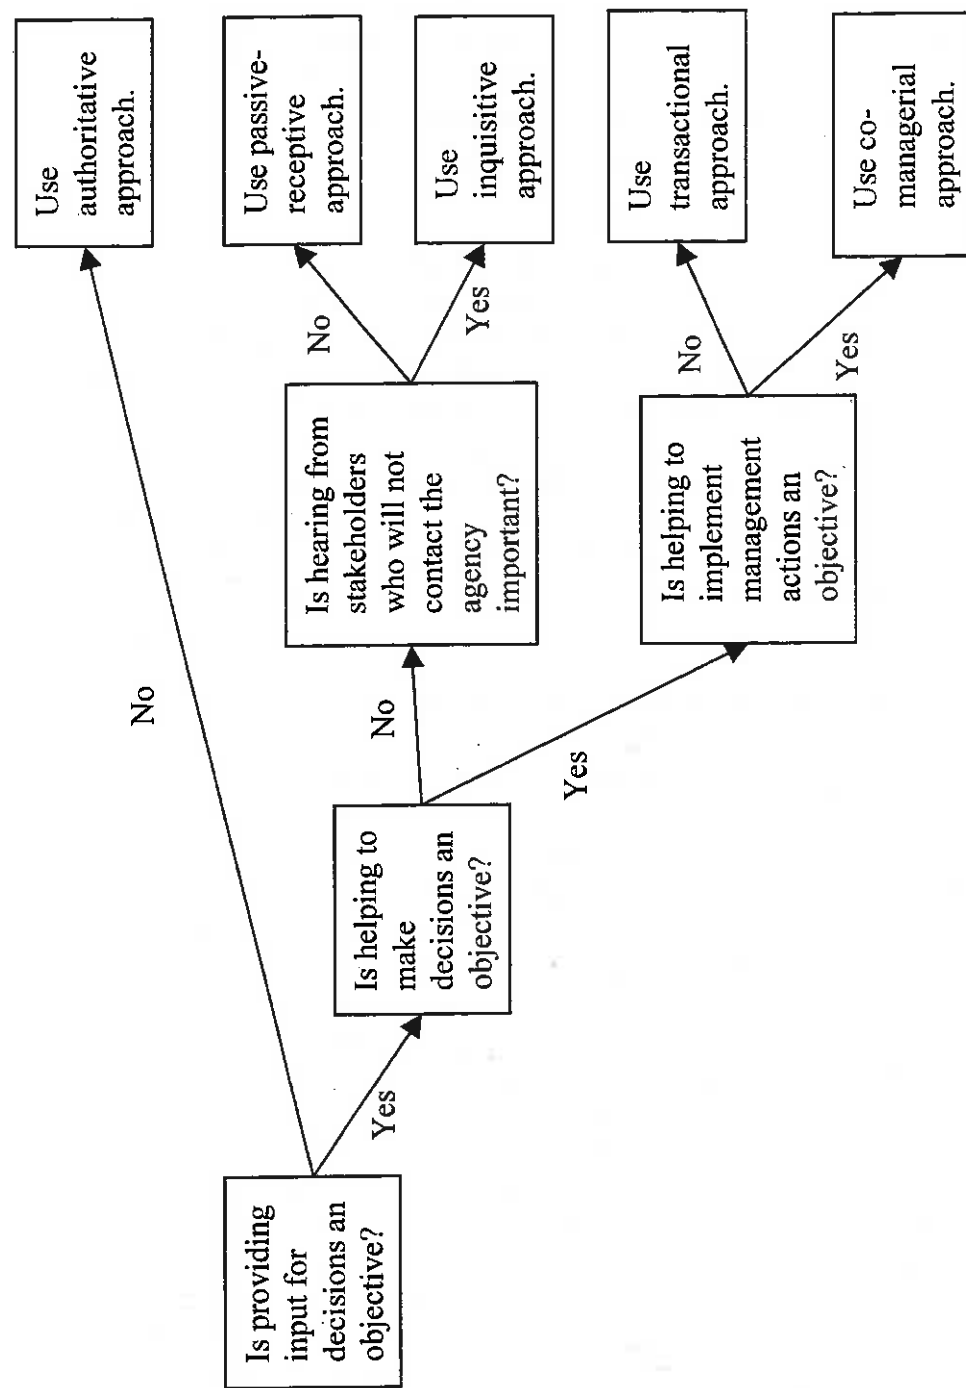 Is providing
input for
decisions an
objective?
No
Yes
Is helping to
make
decisions an
objective?
No
Yes
Is hearing from
stakeholders
who will not
contact the
agency
important?
No
Yes
Is helping to
implement
management
actions an
objective?
No
Yes
Use
authoritative
approach.
Use passive-
receptive
approach.
Use
inquisitive
approach.
Use
transactional
approach.
Use co-
managerial
approach.